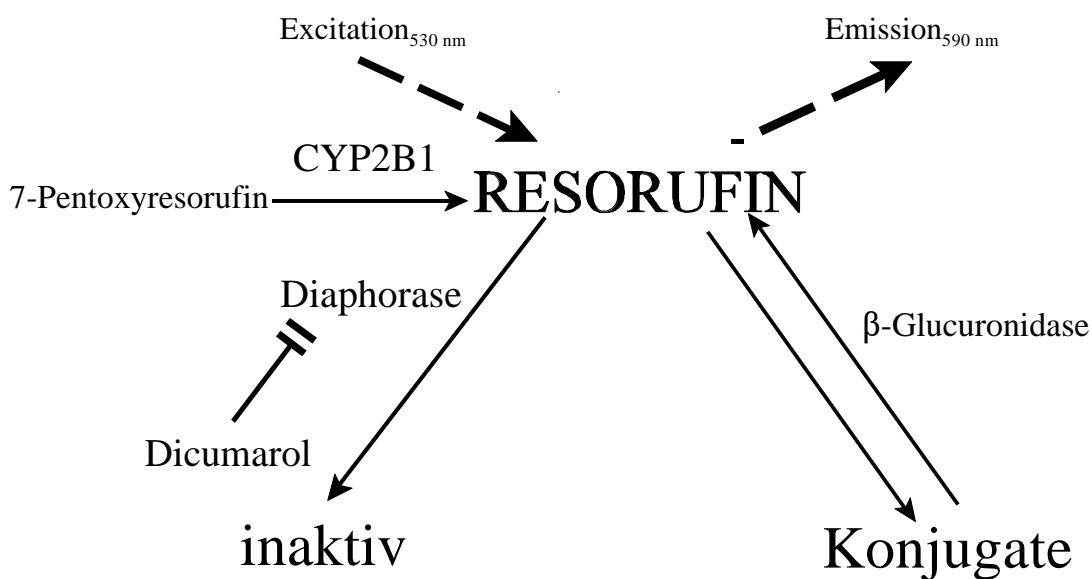 Excitation530 nm
Emission590 nm
CYP2B1
7-Pentoxyresorufin
RESORUFIN
Diaphorase
β-Glucuronidase
Dicumarol
inaktiv
Konjugate